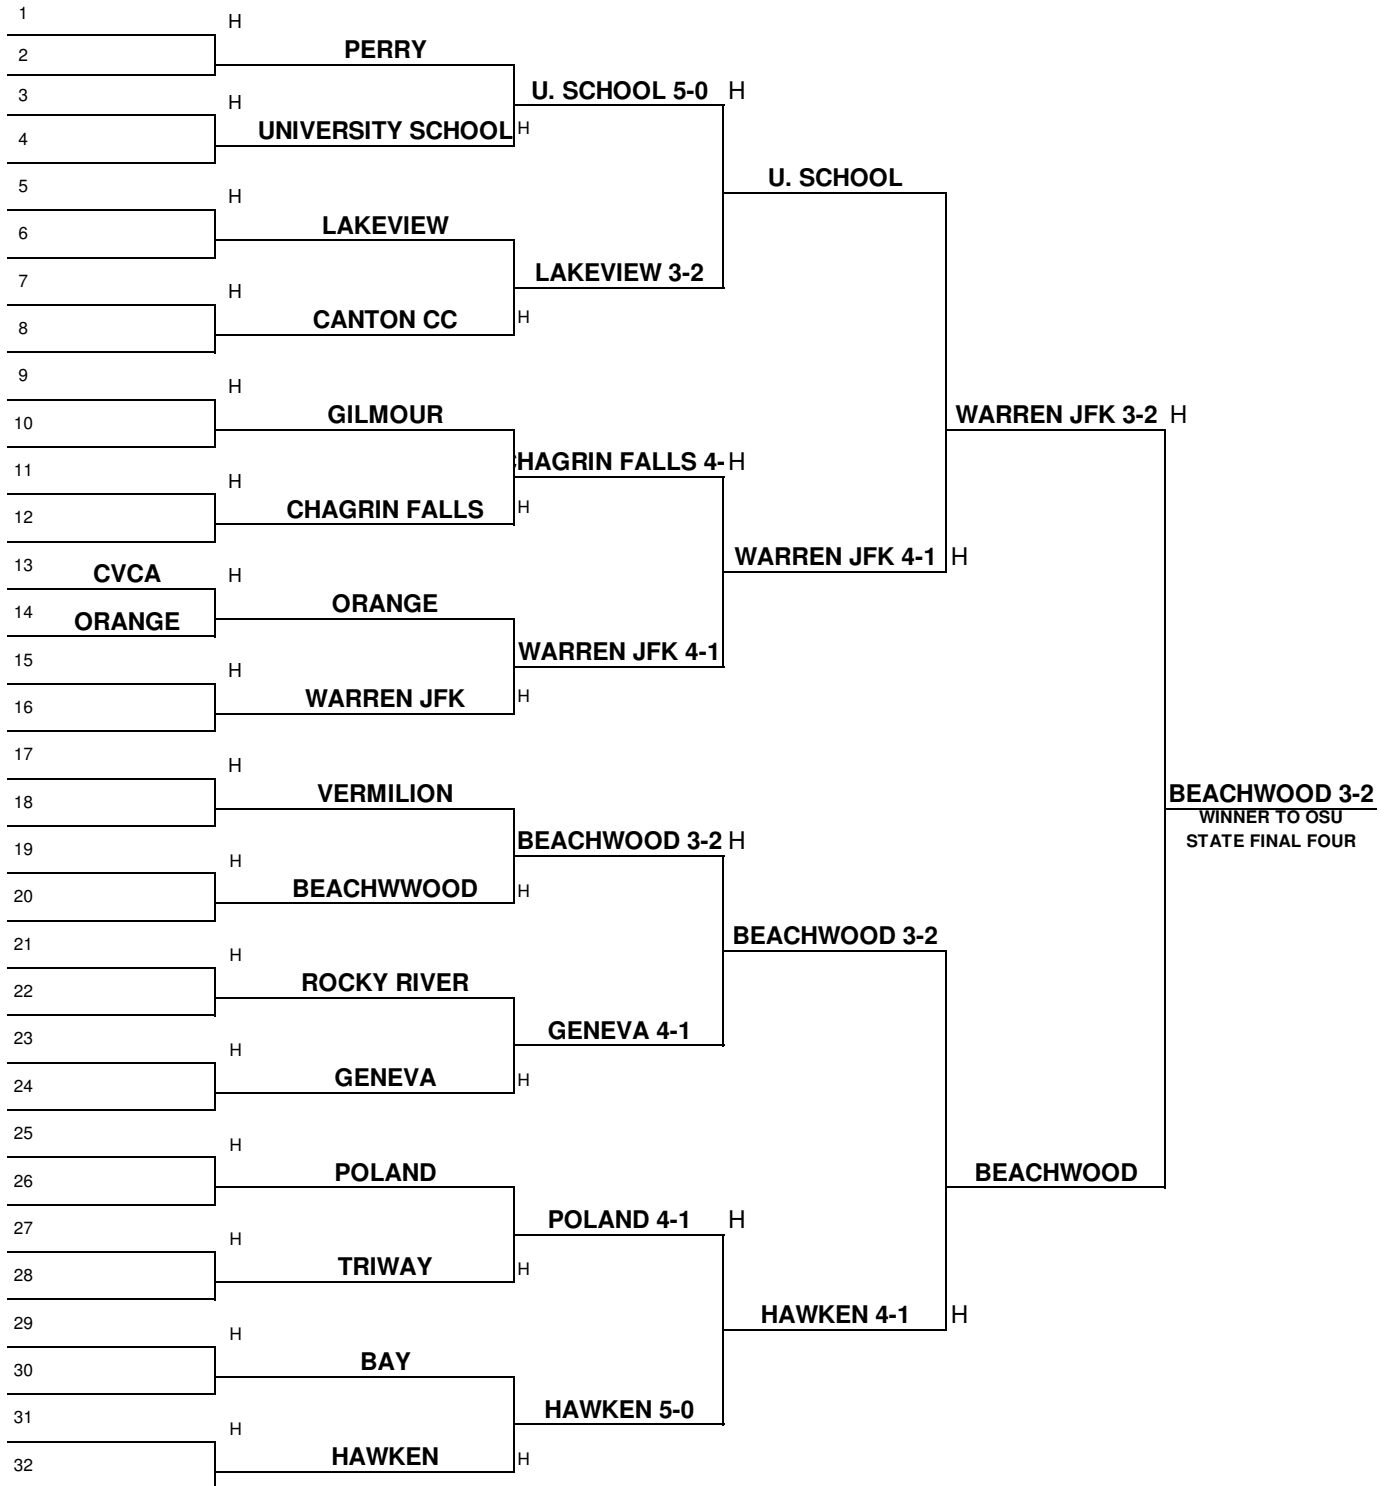 1
H
2
PERRY
3
H
U. SCHOOL 5-0 H
4
UNIVERSITY SCHOOL H
5
H
U. SCHOOL
6
LAKEVIEW
7
H
LAKEVIEW 3-2
8
CANTON CC H
9
H
10
GILMOUR
WARREN JFK 3-2 H
11
H
HAGRIN FALLS 4- H
12
CHAGRIN FALLS H
13 CVCA H
WARREN JFK 4-1 H
14 ORANGE
ORANGE
15
H
WARREN JFK 4-1
16
WARREN JFK H
17
H
18
VERMILION
BEACHWOOD 3-2
WINNER TO OSU
STATE FINAL FOUR
19
H
BEACHWOOD 3-2 H
20
BEACHWWOOD H
21
H
BEACHWOOD 3-2
22
ROCKY RIVER
23
H
GENEVA 4-1
24
GENEVA H
25
H
26
POLAND
BEACHWOOD
27
H
POLAND 4-1 H
28
TRIWAY H
29
H
HAWKEN 4-1 H
30
BAY
31
H
HAWKEN 5-0
32
HAWKEN H